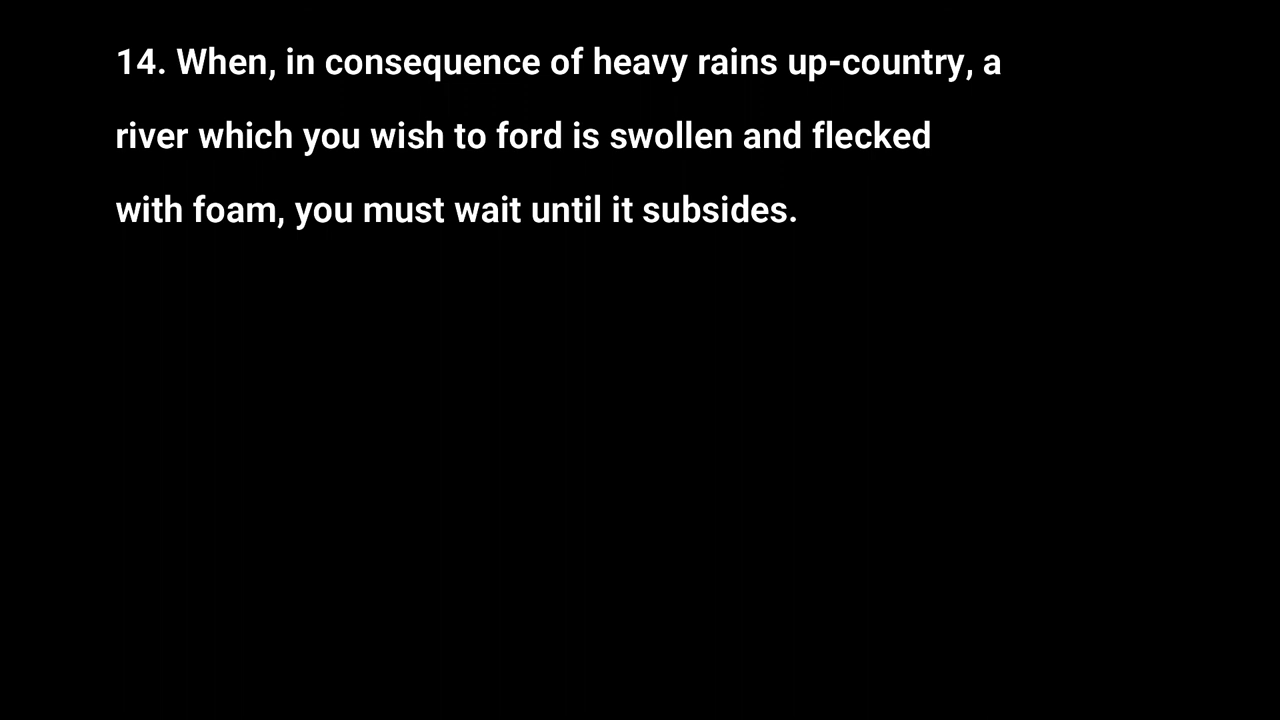 14. When, in consequence of heavy rains up-country, a
river which you wish to ford is swollen and flecked
with foam, you must wait until it subsides.